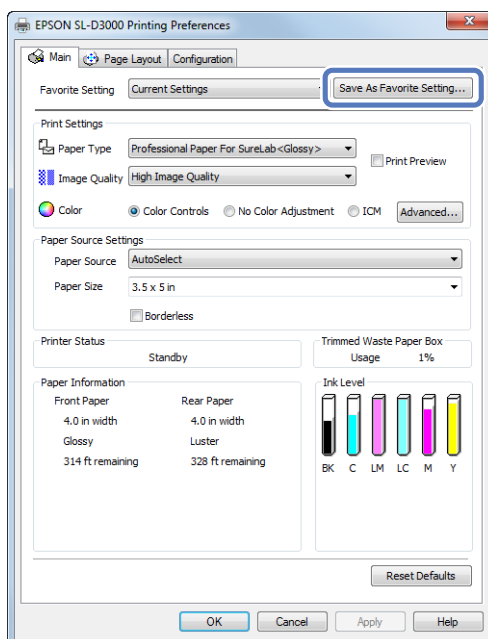 EPSON SL-D3000 Printing Preferences
x
Main Page Layout Configuration
Favorite Setting Current Settings Save As Favorite Setting...
Print Settings
Paper Type Professional Paper For SureLab<Glossy>
Print Preview
Image Quality High Image Quality
Color Color Controls No Color Adjustment ICM Advanced...
Paper Source Settings
Paper Source AutoSelect
Paper Size 3.5 x 5 in
Borderless
Printer Status Trimmed Waste Paper Box
Standby Usage 1%
Paper Information Ink Level
Front Paper Rear Paper
4.0 in width 4.0 in width
Glossy Luster
314 ft remaining 328 ft remaining
BK C LM LC M Y
Reset Defaults
OK Cancel Apply Help